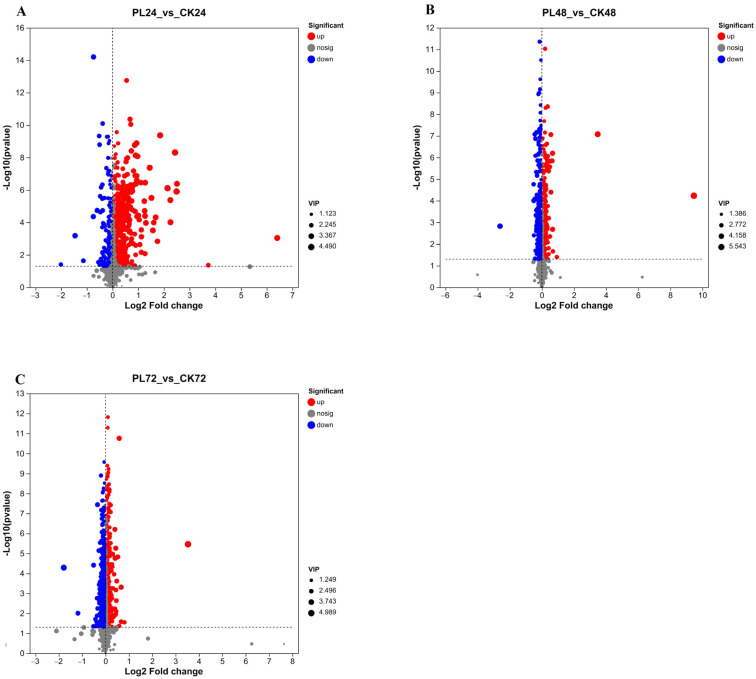 A
PL24_vs_CK24
Significant
up
nosig
down
16
14
12
10
8
6
4
2
0
-Log10(pvalue)
VIP
1.123
2.245
3.367
4.490
−3 −2 −1 0 1 2 3 4 5 6 7
Log2 Fold change
B
PL48_vs_CK48
Significant
up
nosig
down
12
11
10
9
8
7
6
5
4
3
2
1
0
-Log10(pvalue)
VIP
1.386
2.772
4.158
5.543
−6 −4 −2 0 2 4 6 8 10
Log2 Fold change
C
PL72_vs_CK72
Significant
up
nosig
down
13
12
11
10
9
8
7
6
5
4
3
2
1
0
-Log10(pvalue)
VIP
1.249
2.496
3.743
4.989
−3 −2 −1 0 1 2 3 4 5 6 7 8
Log2 Fold change